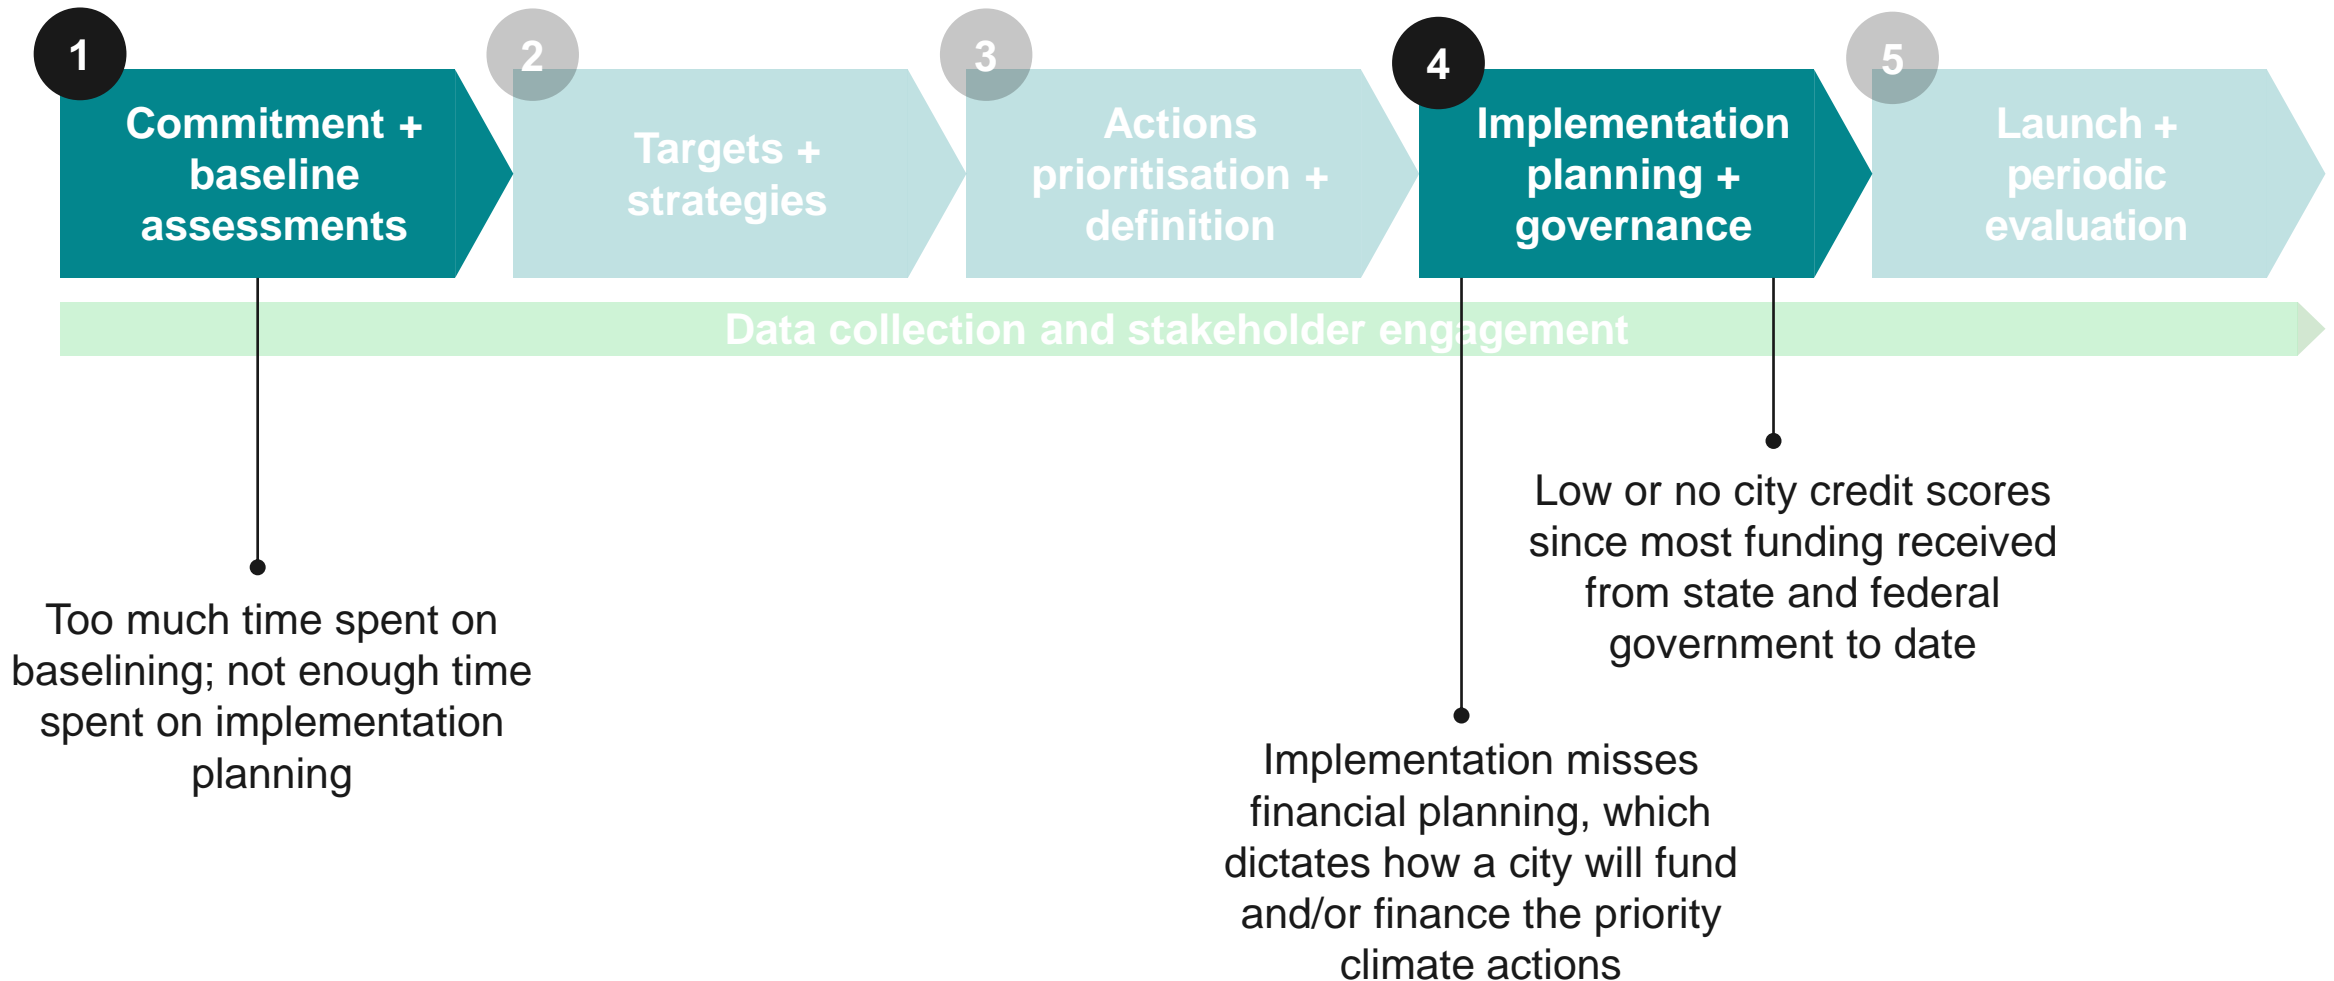 1
Commitment +
baseline
assessments
2
Targets +
strategies
3
Actions
prioritisation +
definition
4
Implementation
planning +
governance
5
Launch +
periodic
evaluation
Data collection and stakeholder engagement
Too much time spent on
baselining; not enough time
spent on implementation
planning
Implementation misses
financial planning, which
dictates how a city will fund
and/or finance the priority
climate actions
Low or no city credit scores
since most funding received
from state and federal
government to date